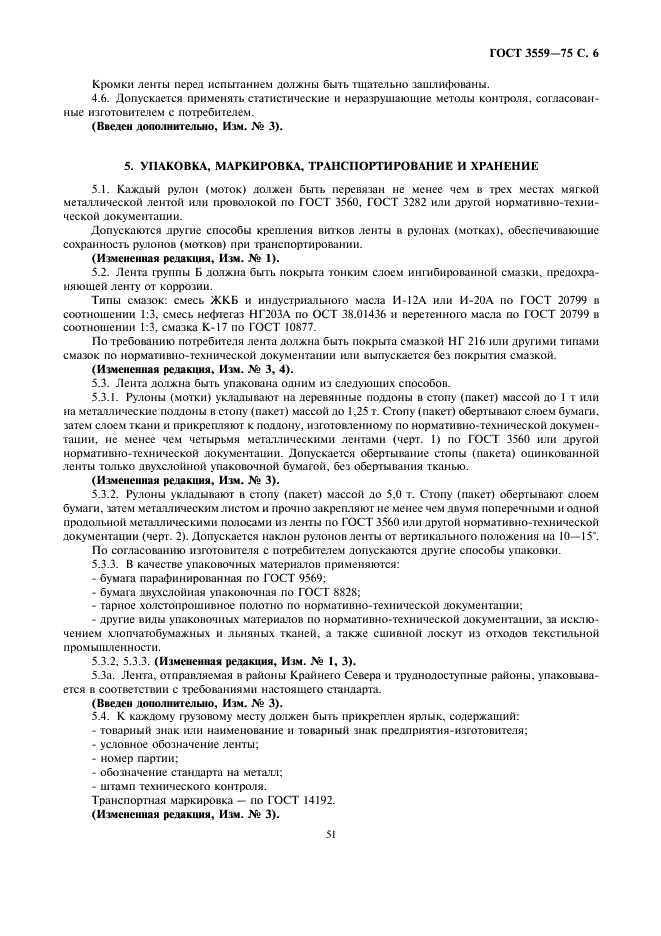 ГОСТ 3559—75 С. 6
Кромки ленты перед испытанием должны быть тщательно зашлифованы.
4.6. Допускается применять статистические и неразрушающие методы контроля, согласован-
ные изготовителем с потребителем.
(Введен дополнительно, Изм. № 3).
5. УПАКОВКА, МАРКИРОВКА, ТРАНСПОРТИРОВАНИЕ И ХРАНЕНИЕ
5.1. Каждый рулон (моток) должен быть перевязан не менее чем в трех местах мягкой
металлической лентой или проволокой по ГОСТ 3560, ГОСТ 3282 или другой нормативно-техни-
ческой документации.
Допускаются другие способы крепления витков ленты в рулонах (мотках), обеспечивающие
сохранность рулонов (мотков) при транспортировании.
(Измененная редакция, Изм. № 1).
5.2. Лента группы Б должна быть покрыта тонким слоем ингибированной смазки, предохра-
няющей ленту от коррозии.
Типы смазок: смесь ЖКБ и индустриального масла И-12А или И-20А по ГОСТ 20799 в
соотношении 1:3, смесь нефтегаз НГ203А по ОСТ 38.01436 и веретенного масла по ГОСТ 20799 в
соотношении 1:3, смазка К-17 по ГОСТ 10877.
По требованию потребителя лента должна быть покрыта смазкой НГ 216 или другими типами
смазок по нормативно-технической документации или выпускается без покрытия смазкой.
(Измененная редакция, Изм. № 3, 4).
5.3. Лента должна быть упакована одним из следующих способов.
5.3.1. Рулоны (мотки) укладывают на деревянные поддоны в стопу (пакет) массой до 1 т или
на металлические поддоны в стопу (пакет) массой до 1,25 т. Стопу (пакет) обертывают слоем бумаги,
затем слоем ткани и прикрепляют к поддону, изготовленному по нормативно-технической докумен-
тации, не менее чем четырьмя металлическими лентами (черт. 1) по ГОСТ 3560 или другой
нормативно-технической документации. Допускается обертывание стопы (пакета) оцинкованной
ленты только двухслойной упаковочной бумагой, без обертывания тканью.
(Измененная редакция, Изм. № 3).
5.3.2. Рулоны укладывают в стопу (пакет) массой до 5,0 т. Стопу (пакет) обертывают слоем
бумаги, затем металлическим листом и прочно закрепляют не менее чем двумя поперечными и одной
продольной металлическими полосами из ленты по ГОСТ 3560 или другой нормативно-технической
документации (черт. 2). Допускается наклон рулонов ленты от вертикального положения на 10—15°.
По согласованию изготовителя с потребителем допускаются другие способы упаковки.
5.3.3. В качестве упаковочных материалов применяются:
- бумага парафинированная по ГОСТ 9569;
- бумага двухслойная упаковочная по ГОСТ 8828;
- тарное холстопрошивное полотно по нормативно-технической документации;
- другие виды упаковочных материалов по нормативно-технической документации, за исклю-
чением хлопчатобумажных и льняных тканей, а также сшивной лоскут из отходов текстильной
промышленности.
5.3.2, 5.3.3. (Измененная редакция, Изм. № 1, 3).
5.3а. Лента, отправляемая в районы Крайнего Севера и труднодоступные районы, упаковыва-
ется в соответствии с требованиями настоящего стандарта.
(Введен дополнительно, Изм. № 3).
5.4. К каждому грузовому месту должен быть прикреплен ярлык, содержащий:
- товарный знак или наименование и товарный знак предприятия-изготовителя;
- условное обозначение ленты;
- номер партии;
- обозначение стандарта на металл;
- штамп технического контроля.
Транспортная маркировка — по ГОСТ 14192.
(Измененная редакция, Изм. № 3).
51